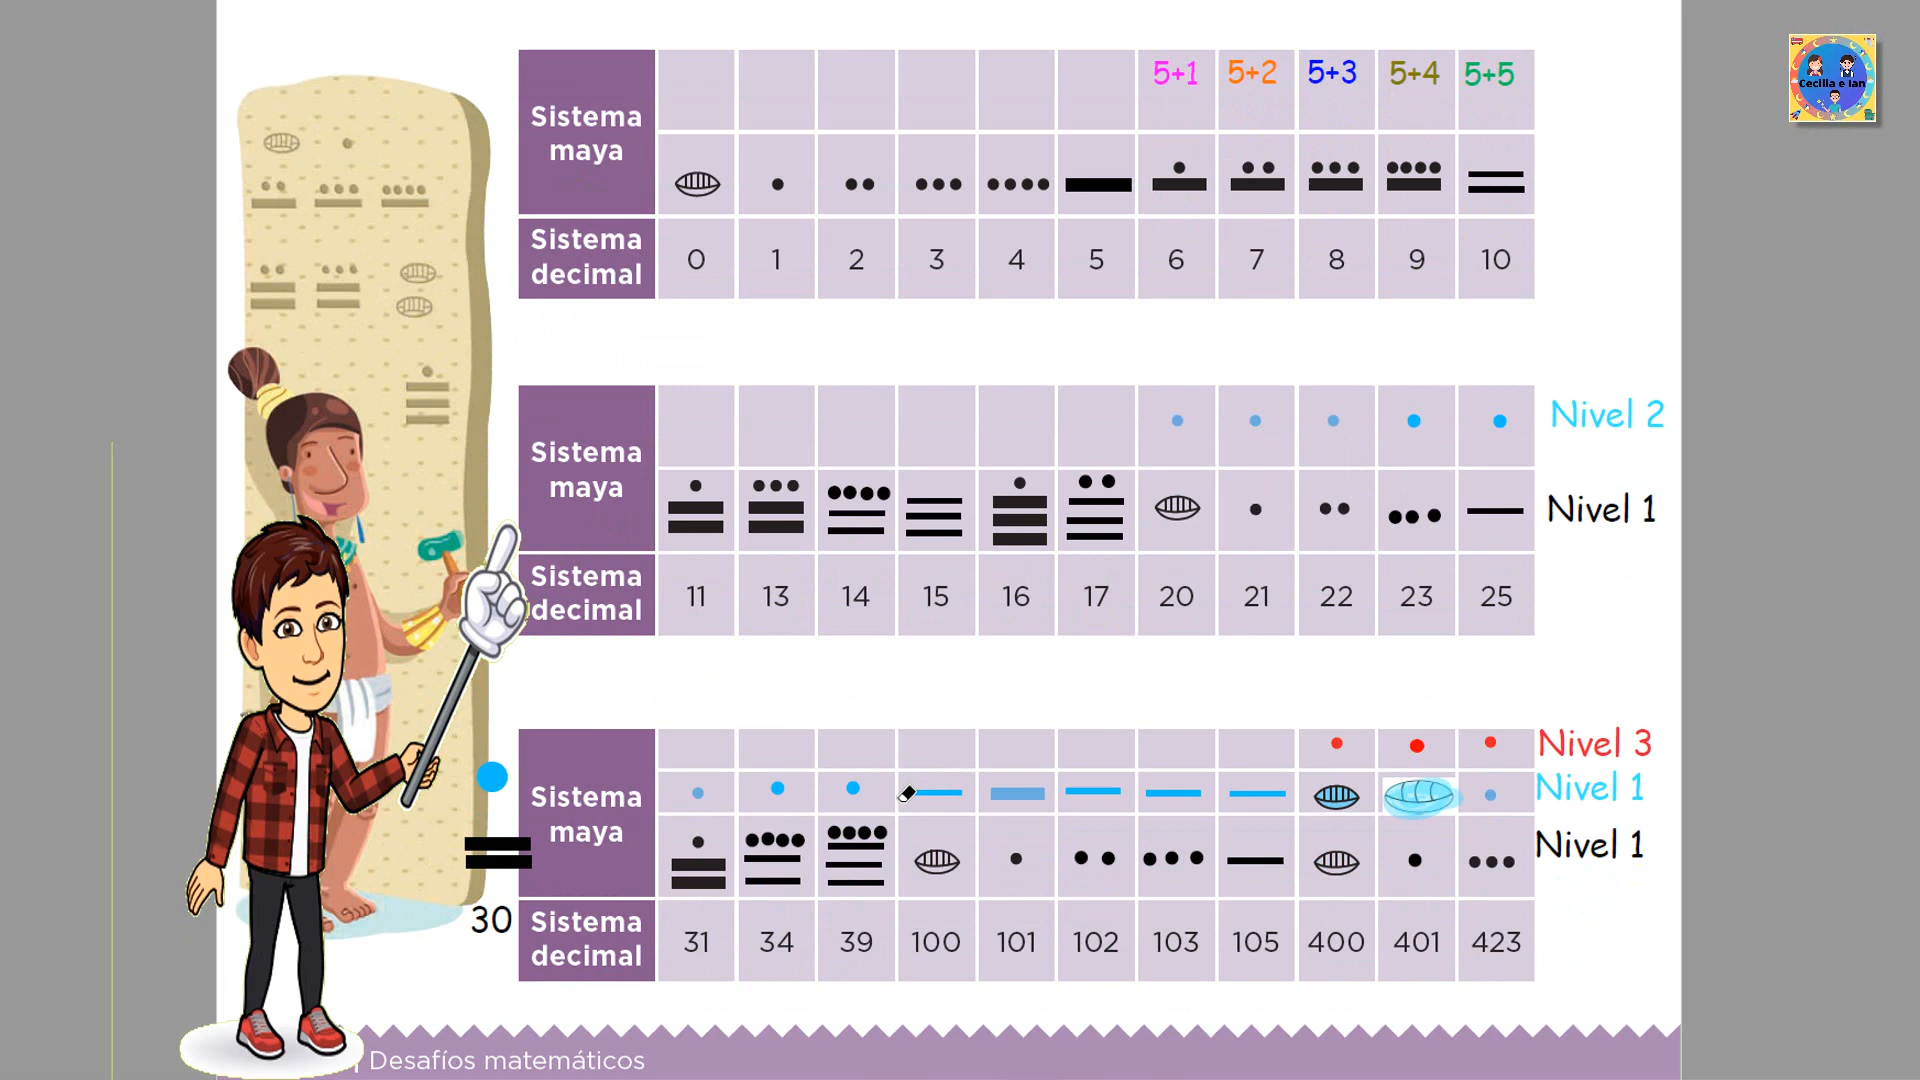 Cecilia e Ian
5+1 5+2 5+3 5+4 5+5
Sistema
maya
Sistema
decimal
0 1 2 3 4 5 6 7 8 9 10
Nivel 2
Sistema
maya
Nivel 1
Sistema
decimal
11 13 14 15 16 17 20 21 22 23 25
Nivel 3
Nivel 1
Sistema
maya
Nivel 1
30
Sistema
decimal
31 34 39 100 101 102 103 105 400 401 423
Desafíos matemáticos